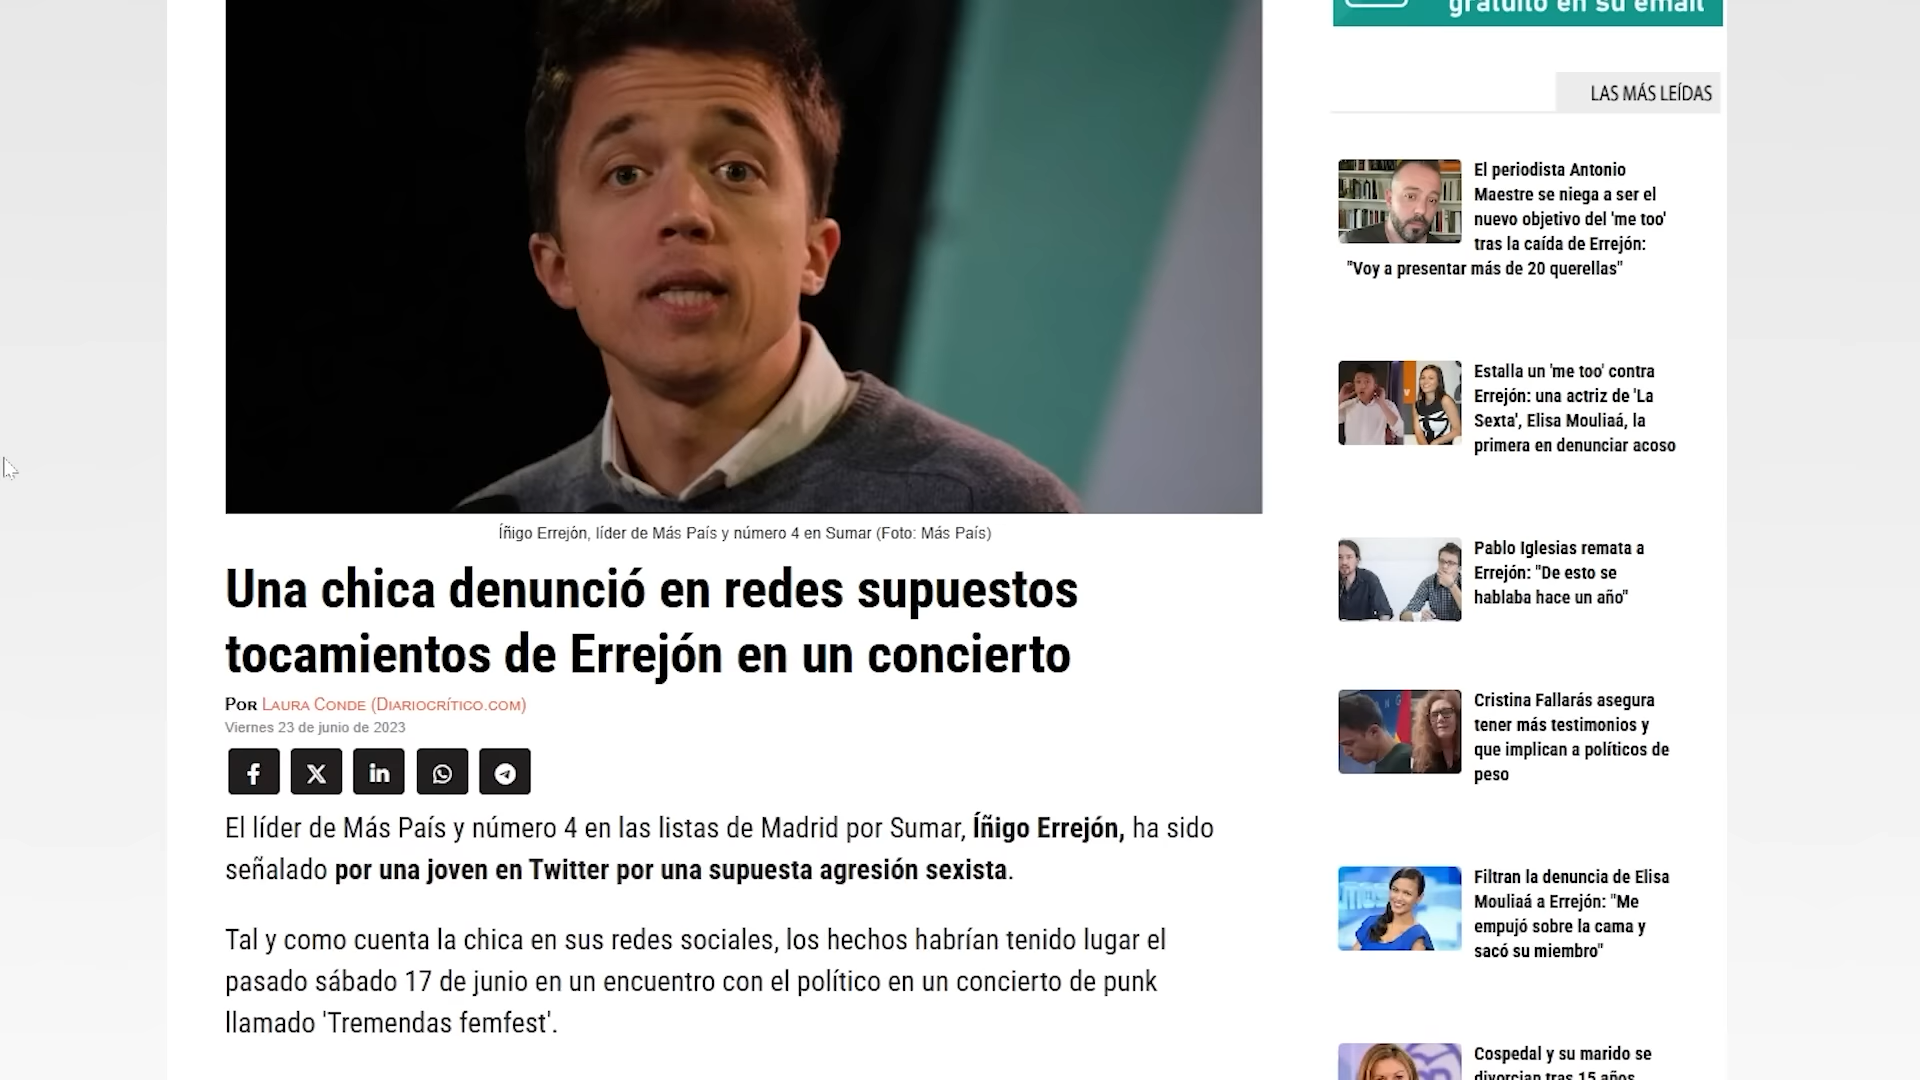 gratuito en su email
LAS MÁS LEÍDAS
El periodista Antonio
Maestre se niega a ser el
nuevo objetivo del 'me too'
tras la caída de Errejón:
"Voy a presentar más de 20 querellas"
Estalla un 'me too' contra
Errejón: una actriz de 'La
Sexta', Elisa Mouliaá, la
primera en denunciar acoso
Pablo Iglesias remata a
Errejón: "De esto se
hablaba hace un año"
Cristina Fallarás asegura
tener más testimonios y
que implican a políticos de
peso
Filtran la denuncia de Elisa
Mouliaá a Errejón: "Me
empujó sobre la cama y
sacó su miembro"
Cospedal y su marido se
divorcian tras 15 años
Íñigo Errejón, líder de Más País y número 4 en Sumar (Foto: Más País)
Una chica denunció en redes supuestos
tocamientos de Errejón en un concierto
Por Laura Conde (Diariocrítico.com)
Viernes 23 de junio de 2023
El líder de Más País y número 4 en las listas de Madrid por Sumar, Íñigo Errejón, ha sido
señalado por una joven en Twitter por una supuesta agresión sexista.
Tal y como cuenta la chica en sus redes sociales, los hechos habrían tenido lugar el
pasado sábado 17 de junio en un encuentro con el político en un concierto de punk
llamado 'Tremendas femfest'.